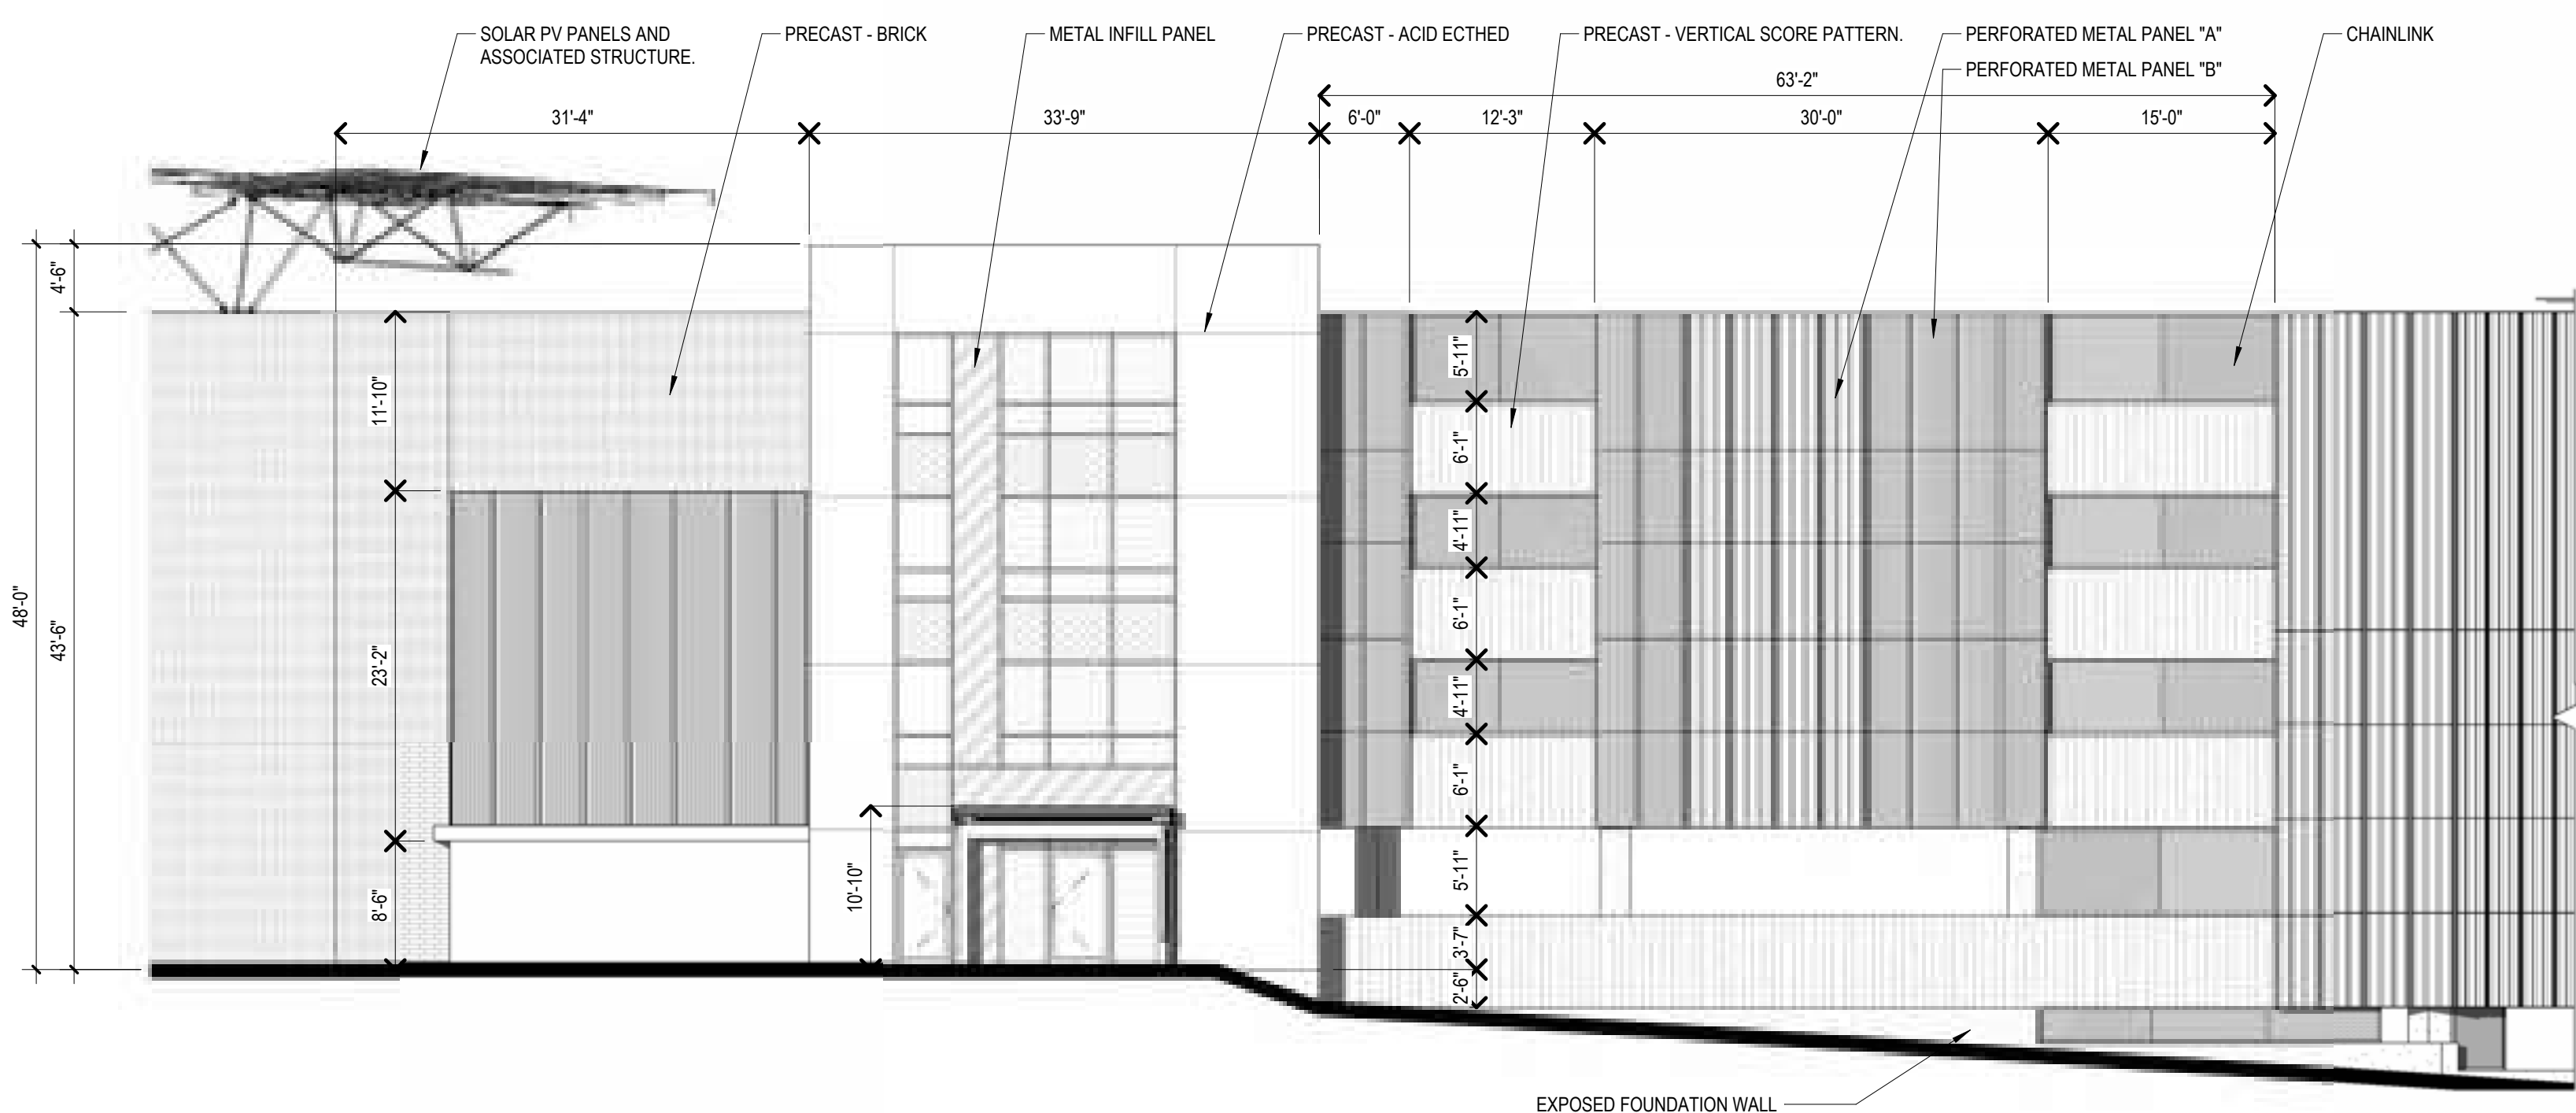 SOLAR PV PANELS AND
ASSOCIATED STRUCTURE.
PRECAST - BRICK
METAL INFILL PANEL
PRECAST - ACID ECTHED
PRECAST - VERTICAL SCORE PATTERN.
PERFORATED METAL PANEL "A"
PERFORATED METAL PANEL "B"
CHAINLINK
63'-2"
31'-4"
33'-9"
6'-0"
12'-3"
30'-0"
15'-0"
4'-6"
48'-0"
43'-6"
11'-10"
23'-2"
8'-6"
10'-10"
5'-11"
6'-1"
4'-11"
6'-1"
4'-11"
6'-1"
5'-11"
3'-7"
2'-6"
EXPOSED FOUNDATION WALL